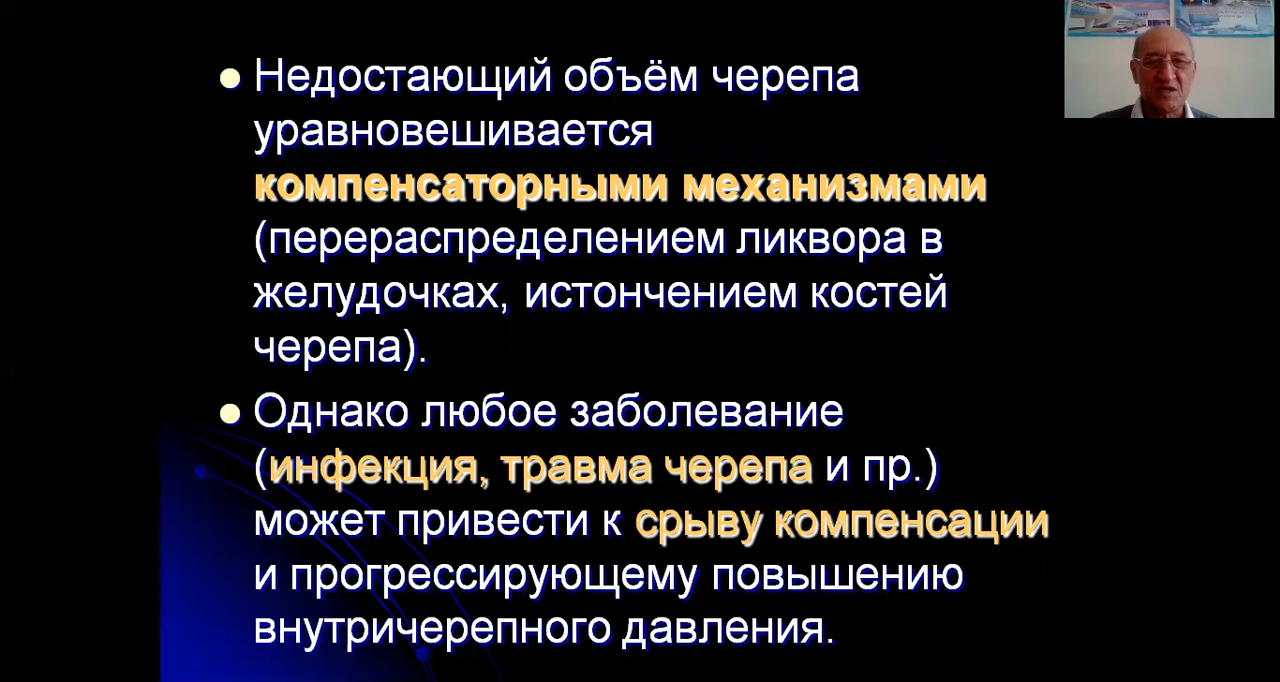 Недостающий объём черепа
уравновешивается
компенсаторными механизмами
(перераспределением ликвора в
желудочках, истончением костей
черепа).
Однако любое заболевание
(инфекция, травма черепа и пр.)
может привести к срыву компенсации
и прогрессирующему повышению
внутричерепного давления.